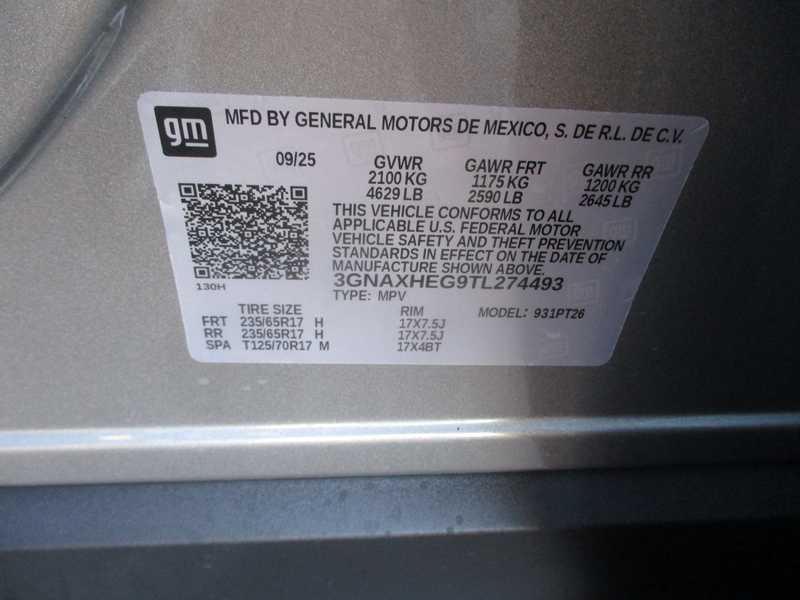 gm
MFD BY GENERAL MOTORS DE MEXICO, S. DE R.L. DE C.V.
09/25 GVWR GAWR FRT GAWR RR
2100 KG 1175 KG 1200 KG
4629 LB 2590 LB 2645 LB
THIS VEHICLE CONFORMS TO ALL
APPLICABLE U.S. FEDERAL MOTOR
VEHICLE SAFETY AND THEFT PREVENTION
STANDARDS IN EFFECT ON THE DATE OF
MANUFACTURE SHOWN ABOVE.
130H
3GNAXHEG9TL274493
TYPE: MPV
TIRE SIZE RIM MODEL: 931PT26
FRT 235/65R17 H 17X7.5J
RR 235/65R17 H 17X7.5J
SPA T125/70R17 M 17X4BT